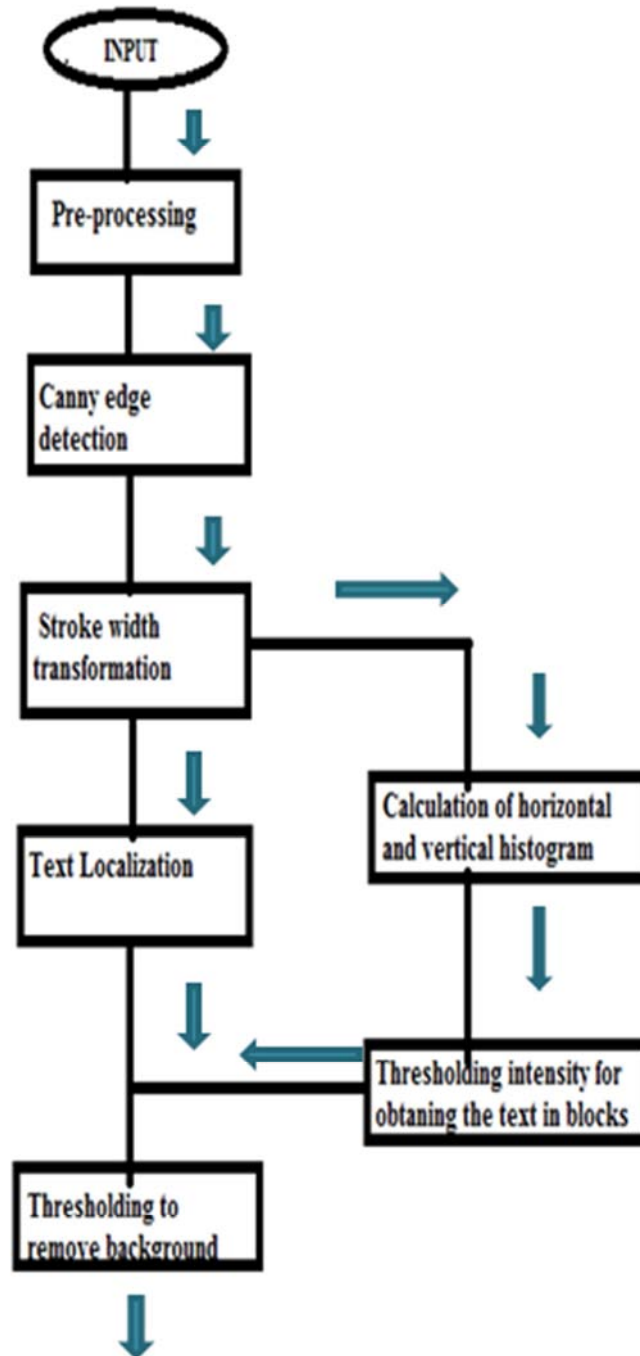 INPUT
Pre-processing
Canny edge
detection
Stroke width
transformation
Text Localization
Calculation of horizontal
and vertical histogram
Thresholding intensity for
obtaning the text in blocks
Thresholding to
remove background